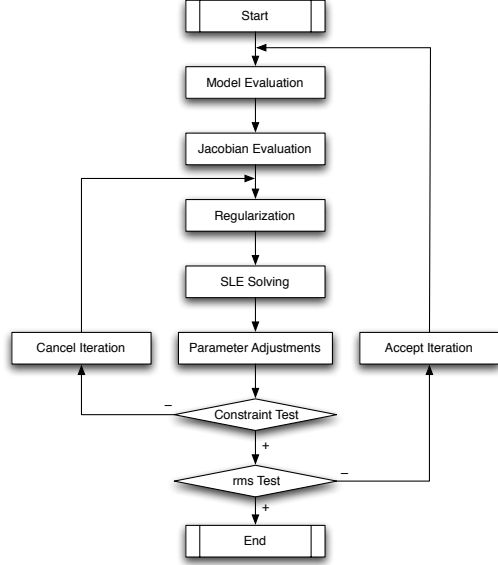 Start
Model Evaluation
Jacobian Evaluation
Regularization
SLE Solving
Cancel Iteration
Parameter Adjustments
Accept Iteration
–
Constraint Test
+
–
rms Test
+
End